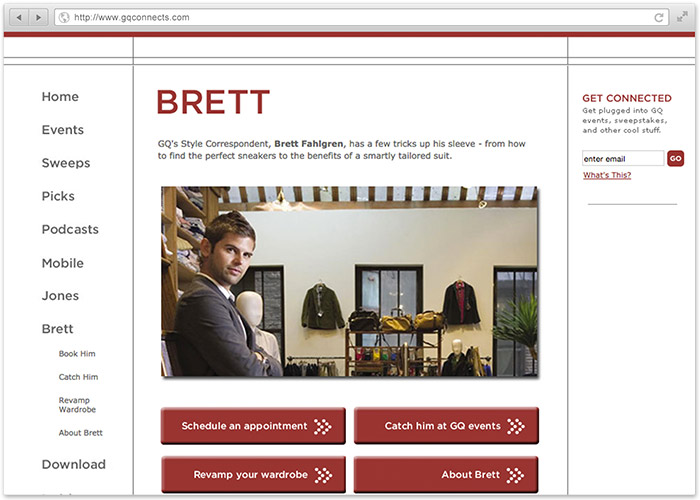 http://www.gqconnects.com
Home
Events
Sweeps
Picks
Podcasts
Mobile
Jones
Brett
Book Him
Catch Him
Revamp
Wardrobe
About Brett
Download
BRETT
GQ's Style Correspondent, Brett Fahlgren, has a few tricks up his sleeve - from how
to find the perfect sneakers to the benefits of a smartly tailored suit.
Schedule an appointment
Catch him at GQ events
Revamp your wardrobe
About Brett
GET CONNECTED
Get plugged into GQ
events, sweepstakes,
and other cool stuff.
enter email
GO
What's This?